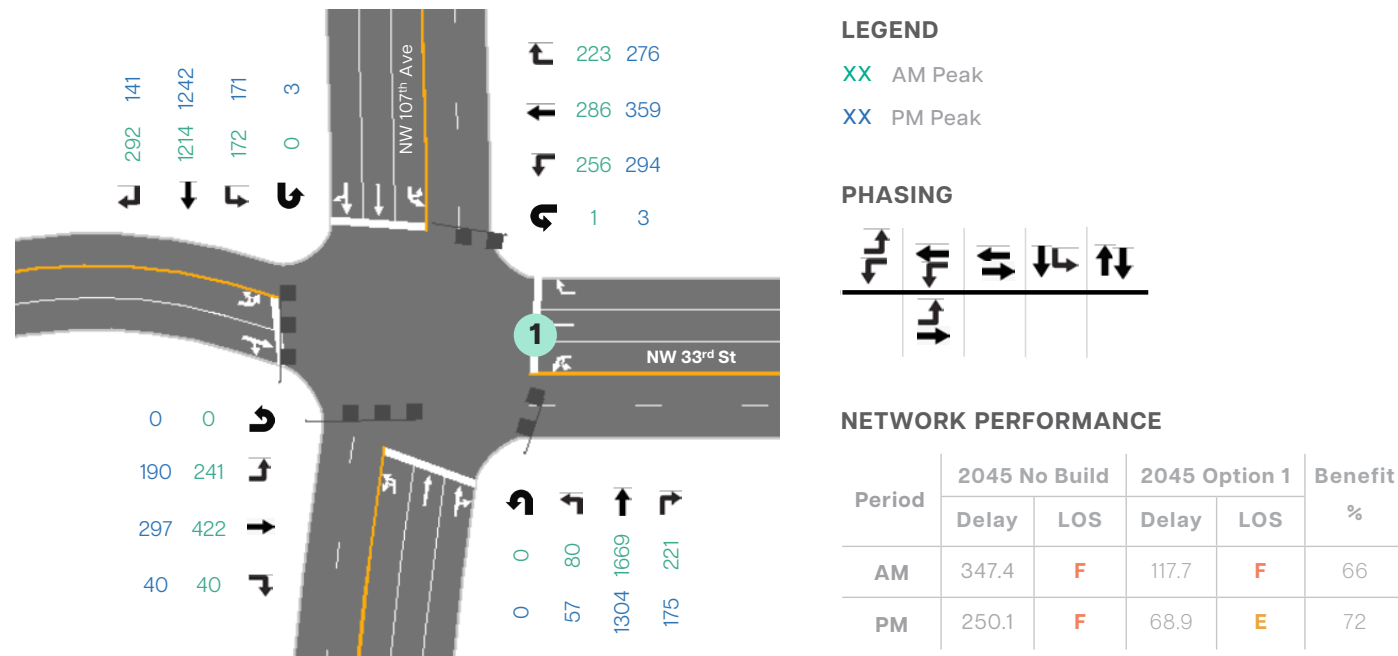 141 1242 171 3
292 1214 172 0
NW 107th Ave
223 276
286 359
256 294
1 3
1
NW 33rd St
0 0
190 241
297 422
40 40
0 80 1669 221
0 57 1304 175
LEGEND
XX AM Peak
XX PM Peak
PHASING
NETWORK PERFORMANCE
Period 2045 No Build 2045 Option 1 Benefit %
Delay LOS Delay LOS
AM 347.4 F 117.7 F 66
PM 250.1 F 68.9 E 72